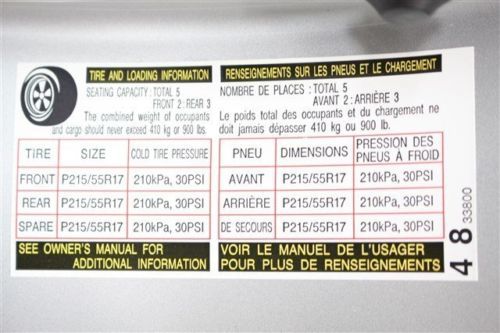 TIRE AND LOADING INFORMATION
SEATING CAPACITY : TOTAL 5
FRONT 2 : REAR 3
The combined weight of occupants
and cargo should never exceed 410 kg or 900 lbs.
TIRE SIZE COLD TIRE PRESSURE
FRONT P215/55R17 210kPa, 30PSI
REAR P215/55R17 210kPa, 30PSI
SPARE P215/55R17 210kPa, 30PSI
SEE OWNER'S MANUAL FOR
ADDITIONAL INFORMATION
RENSEIGNEMENTS SUR LES PNEUS ET LE CHARGEMENT
NOMBRE DE PLACES : TOTAL 5
AVANT 2 : ARRIÈRE 3
Le poids total des occupants et du chargement ne
doit jamais dépasser 410 kg ou 900 lb.
PNEU DIMENSIONS PRESSION DES
PNEUS À FROID
AVANT P215/55R17 210kPa, 30PSI
ARRIÈRE P215/55R17 210kPa, 30PSI
DE SECOURS P215/55R17 210kPa, 30PSI
VOIR LE MANUEL DE L'USAGER
POUR PLUS DE RENSEIGNEMENTS
4 8 33800